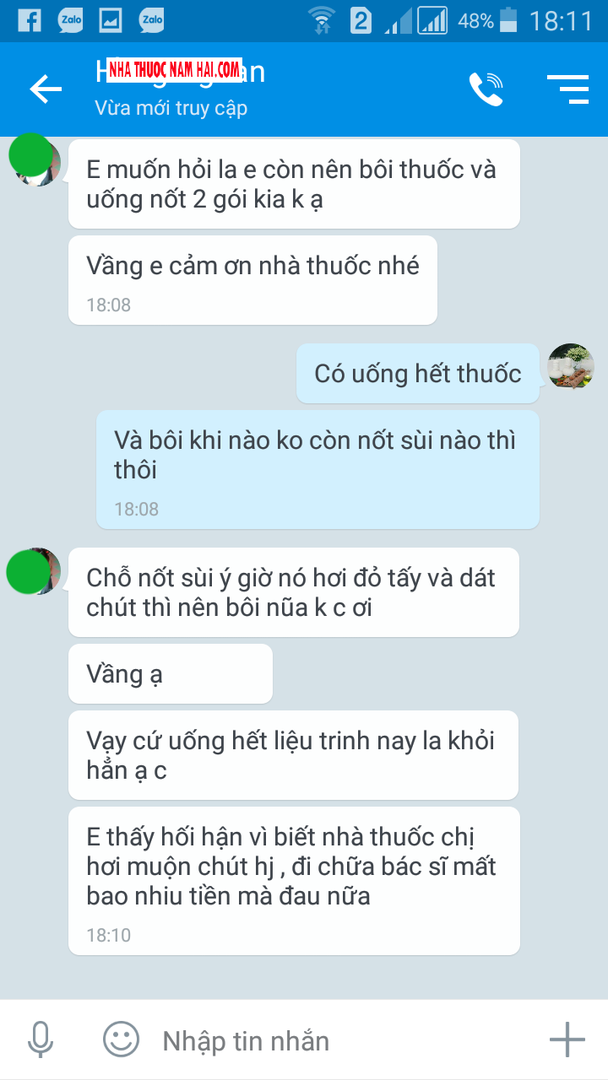 Zalo
Zalo
2
48%
18:11
NHA THUOC NAM HAI.COM
Vừa mới truy cập
E muốn hỏi la e còn nên bôi thuốc và
uống nốt 2 gói kia k ạ
Vầng e cảm ơn nhà thuốc nhé
18:08
Có uống hết thuốc
Và bôi khi nào ko còn nốt sùi nào thì
thôi
18:08
Chỗ nốt sùi ý giờ nó hơi đỏ tấy và dát
chút thì nên bôi nũa k c ơi
Vầng ạ
Vạy cứ uống hết liệu trinh nay la khỏi
hẳn ạ c
E thấy hối hận vì biết nhà thuốc chị
hơi muộn chút hj , đi chữa bác sĩ mất
bao nhiu tiền mà đau nữa
18:10
Nhập tin nhắn